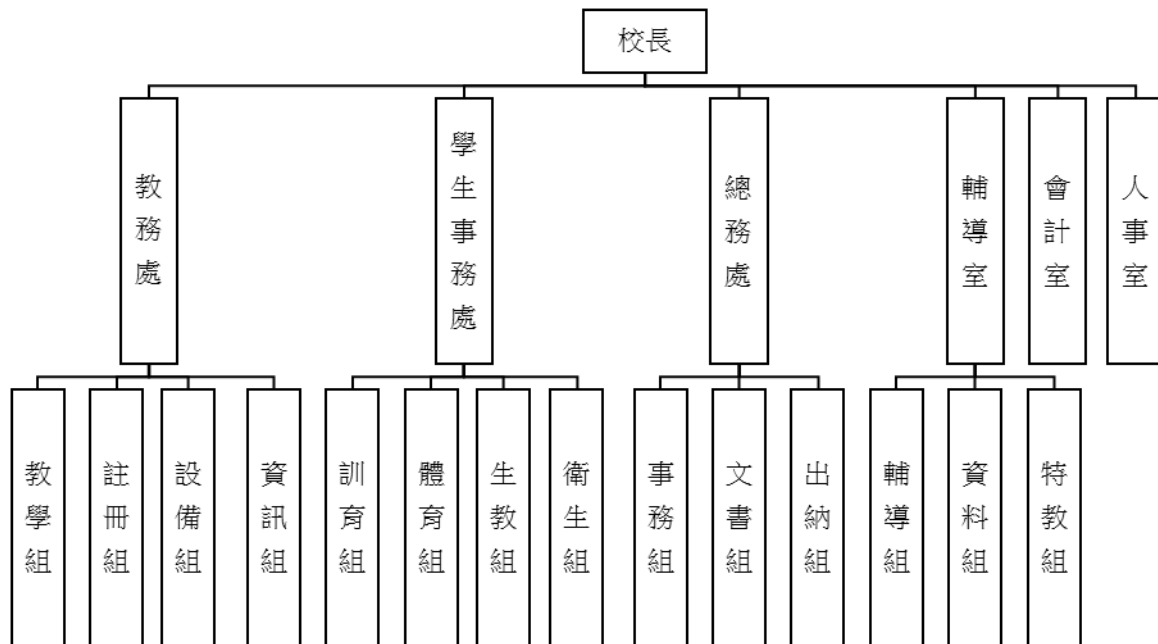 校長
教務處
學生事務處
總務處
輔導室
會計室
人事室
教學組
註冊組
設備組
資訊組
訓育組
體育組
生教組
衛生組
事務組
文書組
出納組
輔導組
資料組
特教組